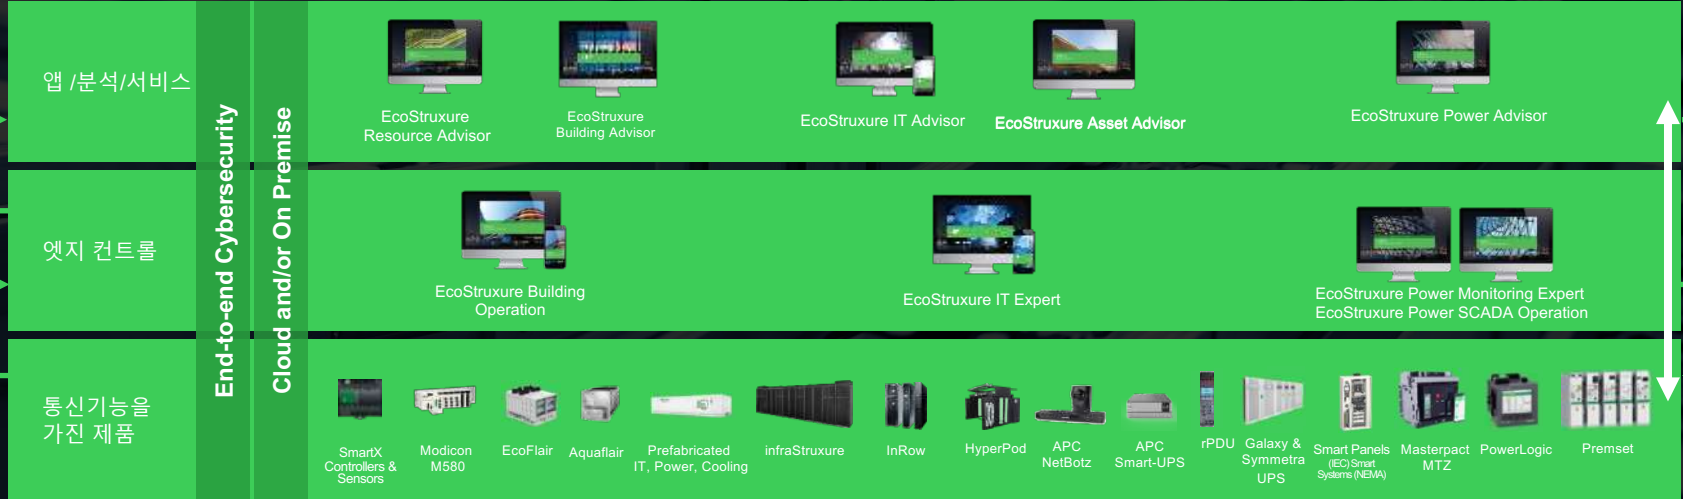 앱 /분석/서비스
엣지 컨트롤
통신기능을
가진 제품
End-to-end Cybersecurity
Cloud and/or On Premise
EcoStruxure
Resource Advisor
EcoStruxure
Building Advisor
EcoStruxure IT Advisor
EcoStruxure Asset Advisor
EcoStruxure Power Advisor
EcoStruxure Building
Operation
EcoStruxure IT Expert
EcoStruxure Power Monitoring Expert
EcoStruxure Power SCADA Operation
SmartX
Controllers &
Sensors
Modicon
M580
EcoFlair
Aquaflair
Prefabricated
IT, Power, Cooling
infraStruxure
InRow
HyperPod
APC
NetBotz
APC
Smart-UPS
rPDU
Galaxy &
Symmetra
UPS
Smart Panels
(IEC) Smart
Systems (NEMA)
Masterpact
MTZ
PowerLogic
Premset